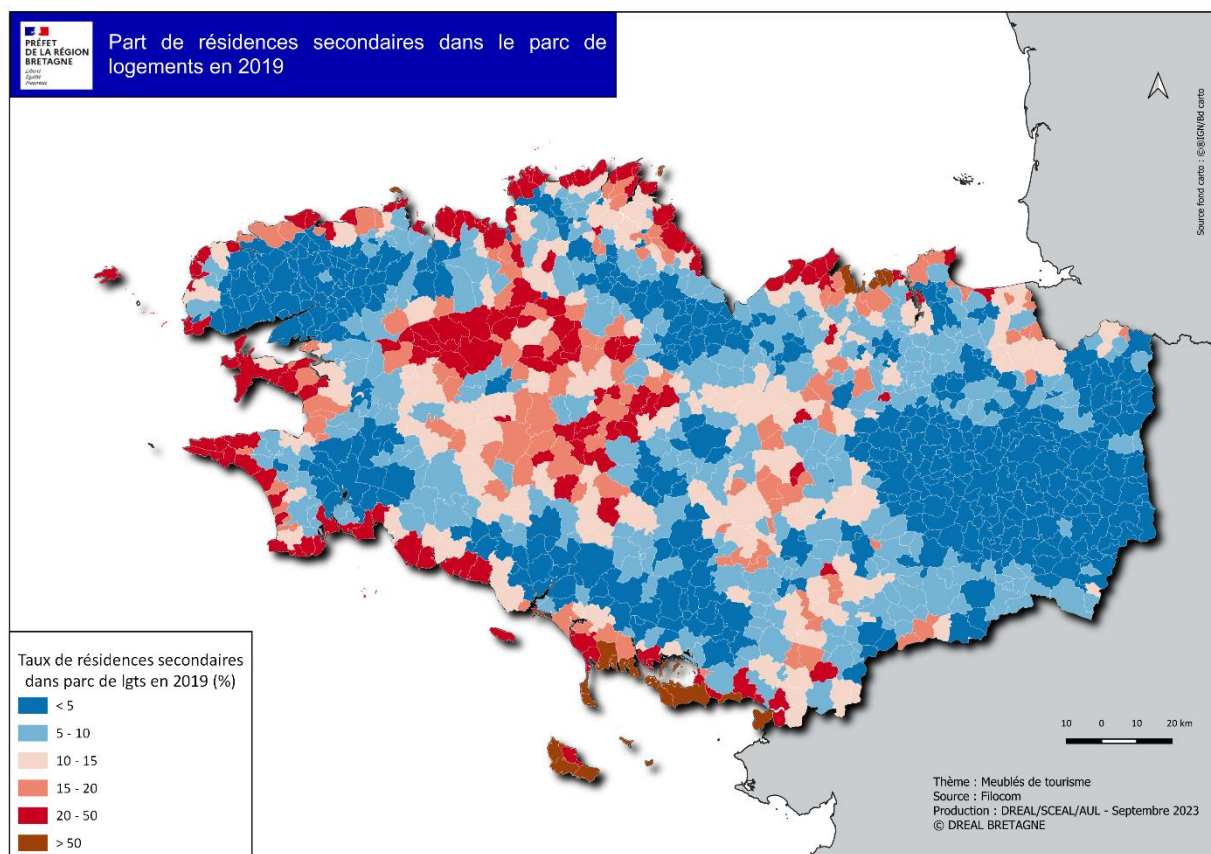 PRÉFET
DE LA RÉGION
BRETAGNE
Liberté
Égalité
Fraternité
Part de résidences secondaires dans le parc de
logements en 2019
Source fond carto : ©®IGN/Bd carto
Taux de résidences secondaires
dans parc de lgts en 2019 (%)
< 5
5 - 10
10 - 15
15 - 20
20 - 50
> 50
10 0 10 20 km
Thème : Meublés de tourisme
Source : Filocom
Production : DREAL/SCEAL/AUL - Septembre 2023
© DREAL BRETAGNE